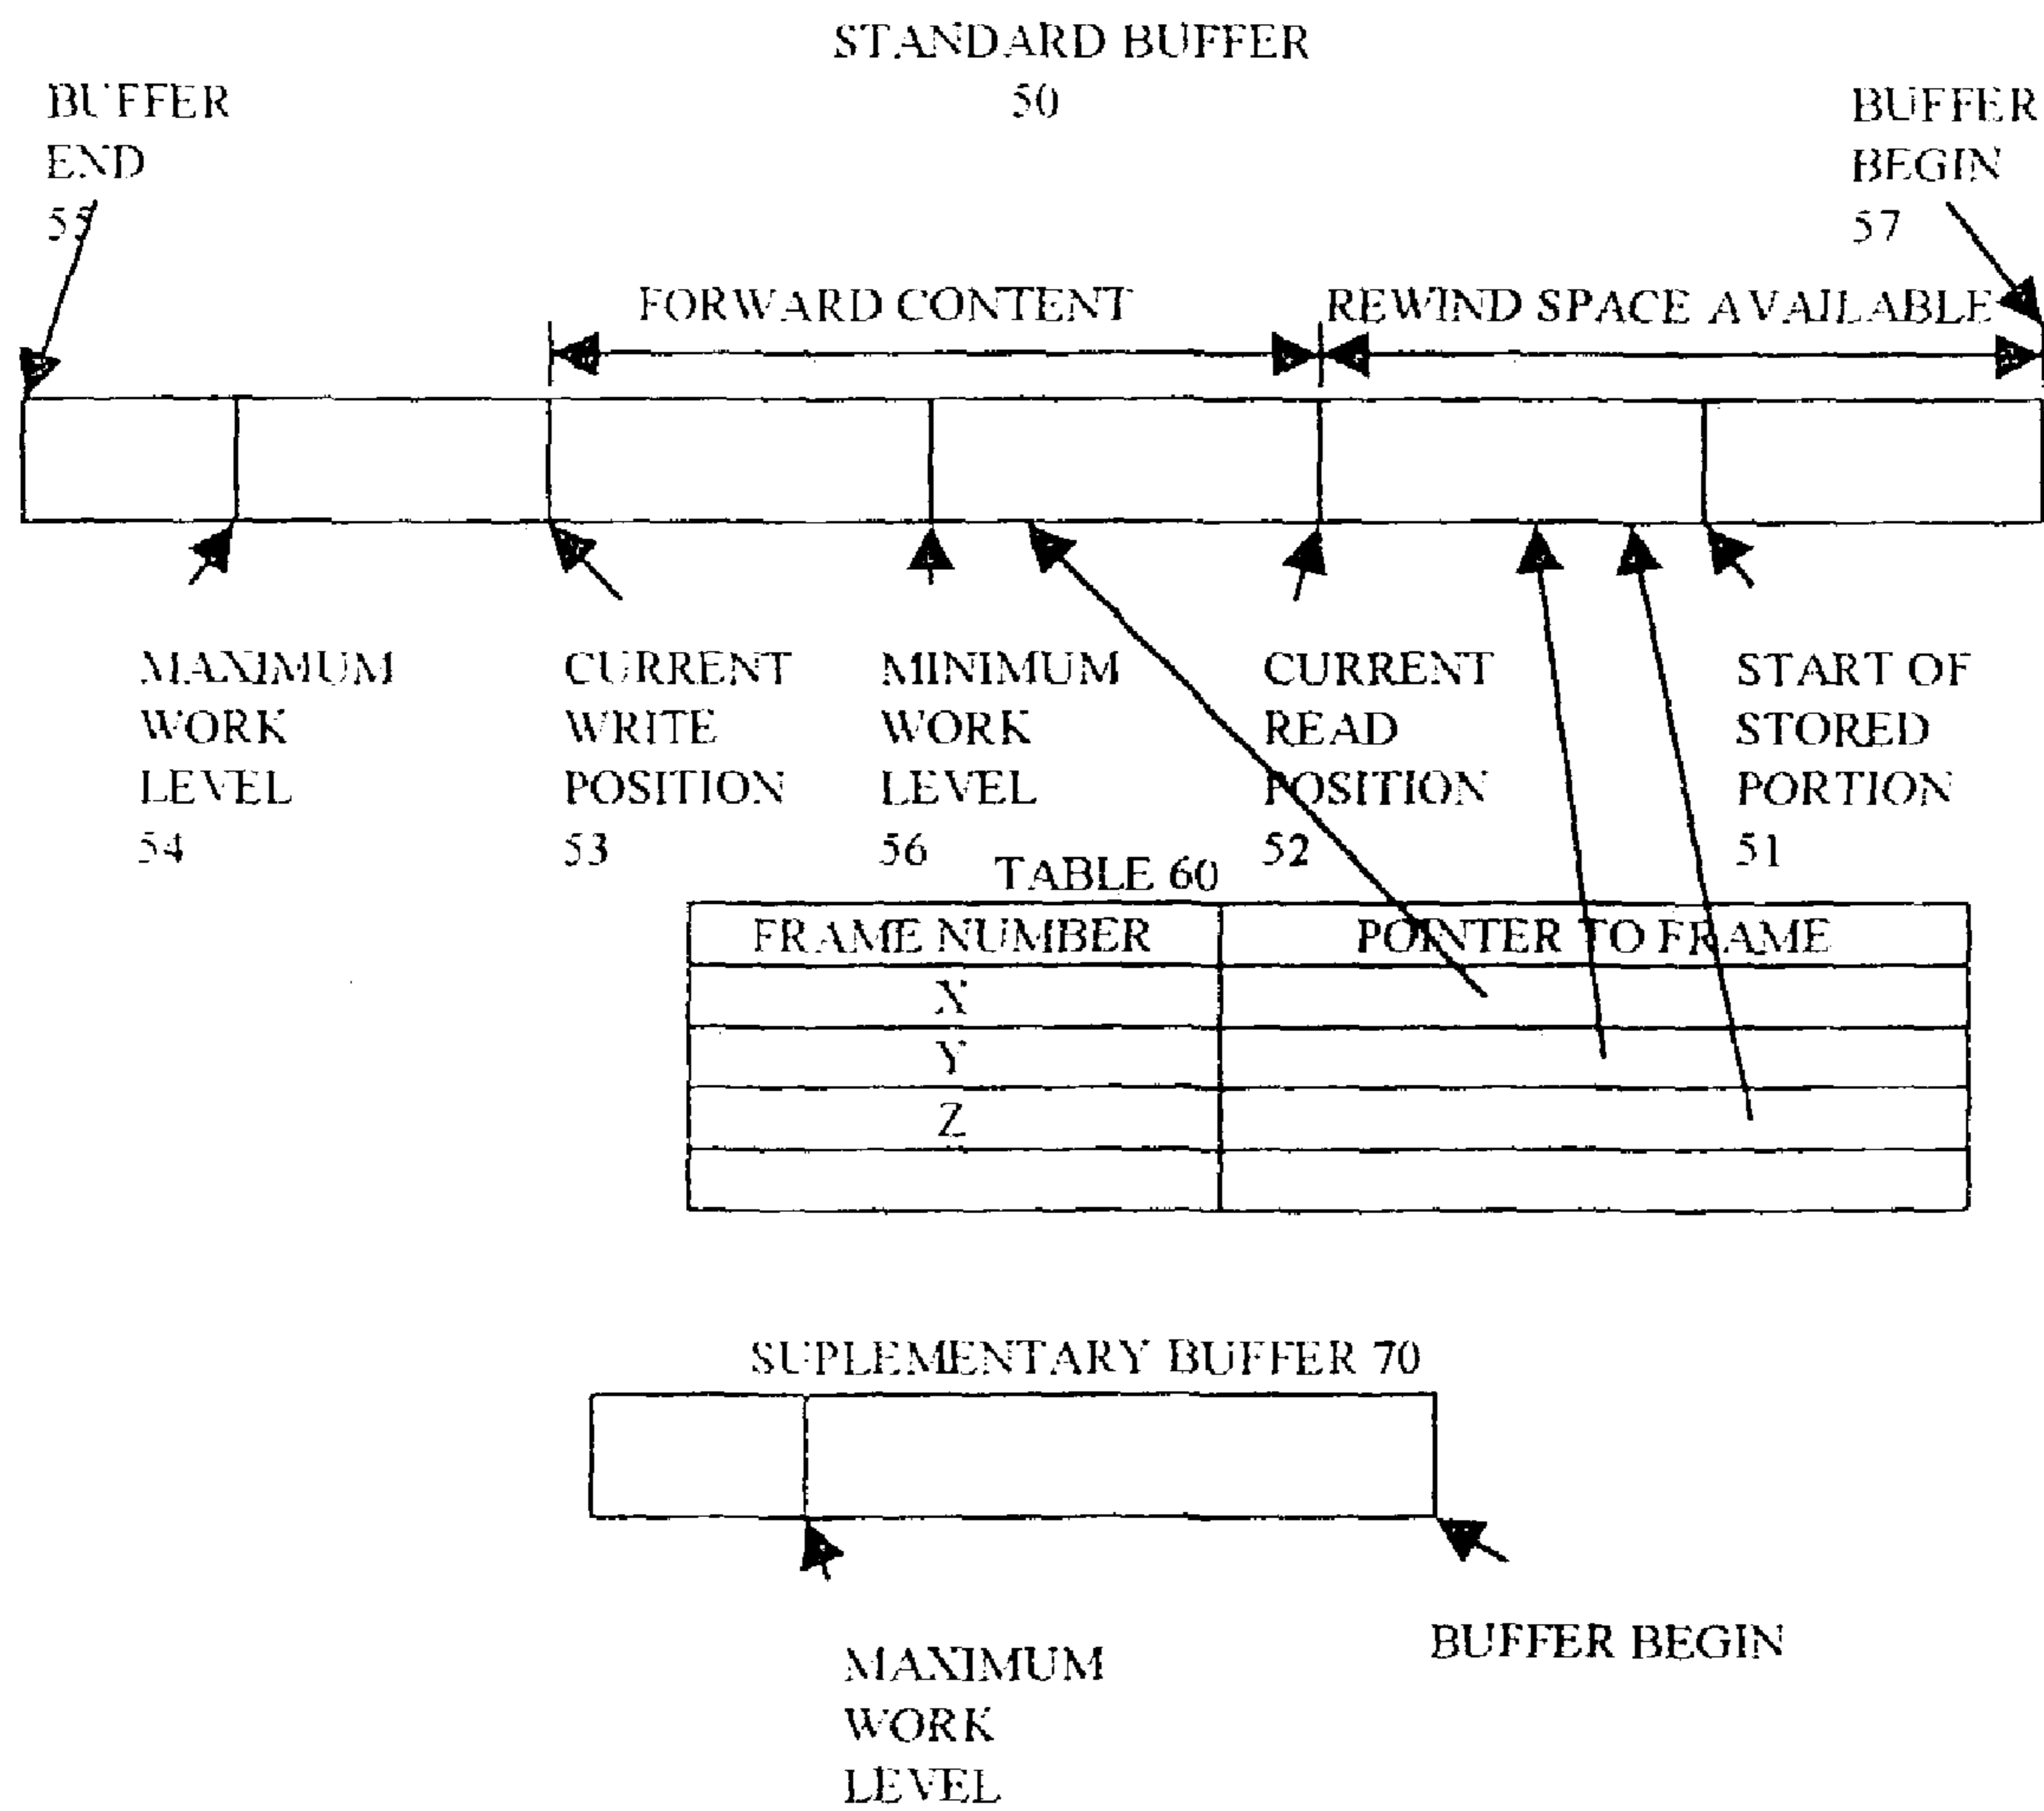 STANDARD BUFFER
50
BUFFER
END
55
BUFFER
BEGIN
57
FORWARD CONTENT
REWIND SPACE AVAILABLE
MAXIMUM
WORK
LEVEL
54
CURRENT
WRITE
POSITION
53
MINIMUM
WORK
LEVEL
56
CURRENT
READ
POSITION
52
START OF
STORED
PORTION
51
TABLE 60
FRAME NUMBER POINTER TO FRAME
X
Y
Z
SUPLEMENTARY BUFFER 70
MAXIMUM
WORK
LEVEL
BUFFER BEGIN